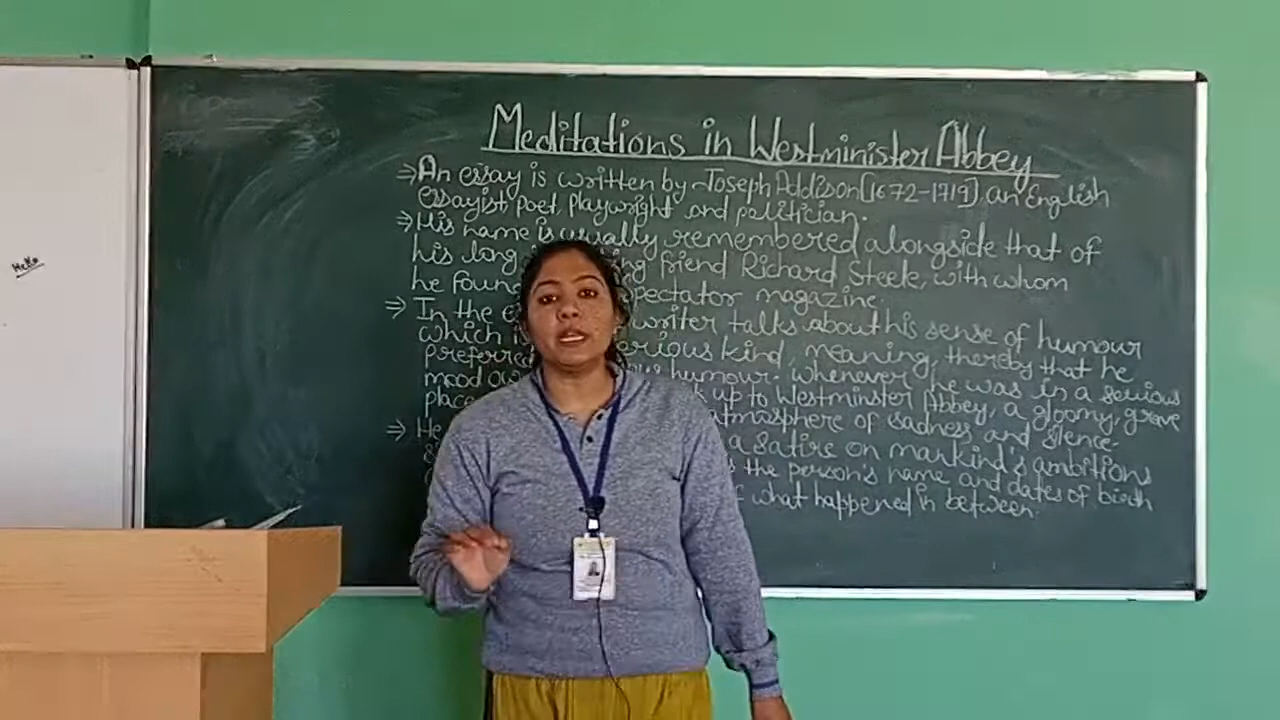 Meditations in Westminister Abbey
⇒ An essay is written by Joseph Addison [1672-1719], an English
essayist, poet, playwright and politician.
⇒ His name is usually remembered alongside that of
his long friend Richard Steele, with whom
he found spectator magazine.
⇒ In the writer talks about his sense of humour
which is serious kind, meaning, thereby that he
preferred humour. Whenever, he was in a serious
mood up to Westminster Abbey, a gloomy, grave
place atmosphere of sadness and silence.
⇒ He a satire on mankind's ambitions
the person's name and dates of birth
what happened in between.
Hello